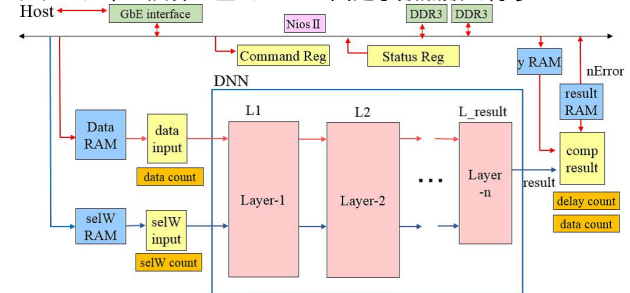 Host
GbE interface
Nios II
DDR3
DDR3
Command Reg
Status Reg
y RAM
nError
result
RAM
DNN
L1
L2
L_result
Data
RAM
data
input
data count
Layer-1
Layer-2
...
Layer
-n
result
comp
result
delay count
data count
selW
RAM
selW
input
selW count